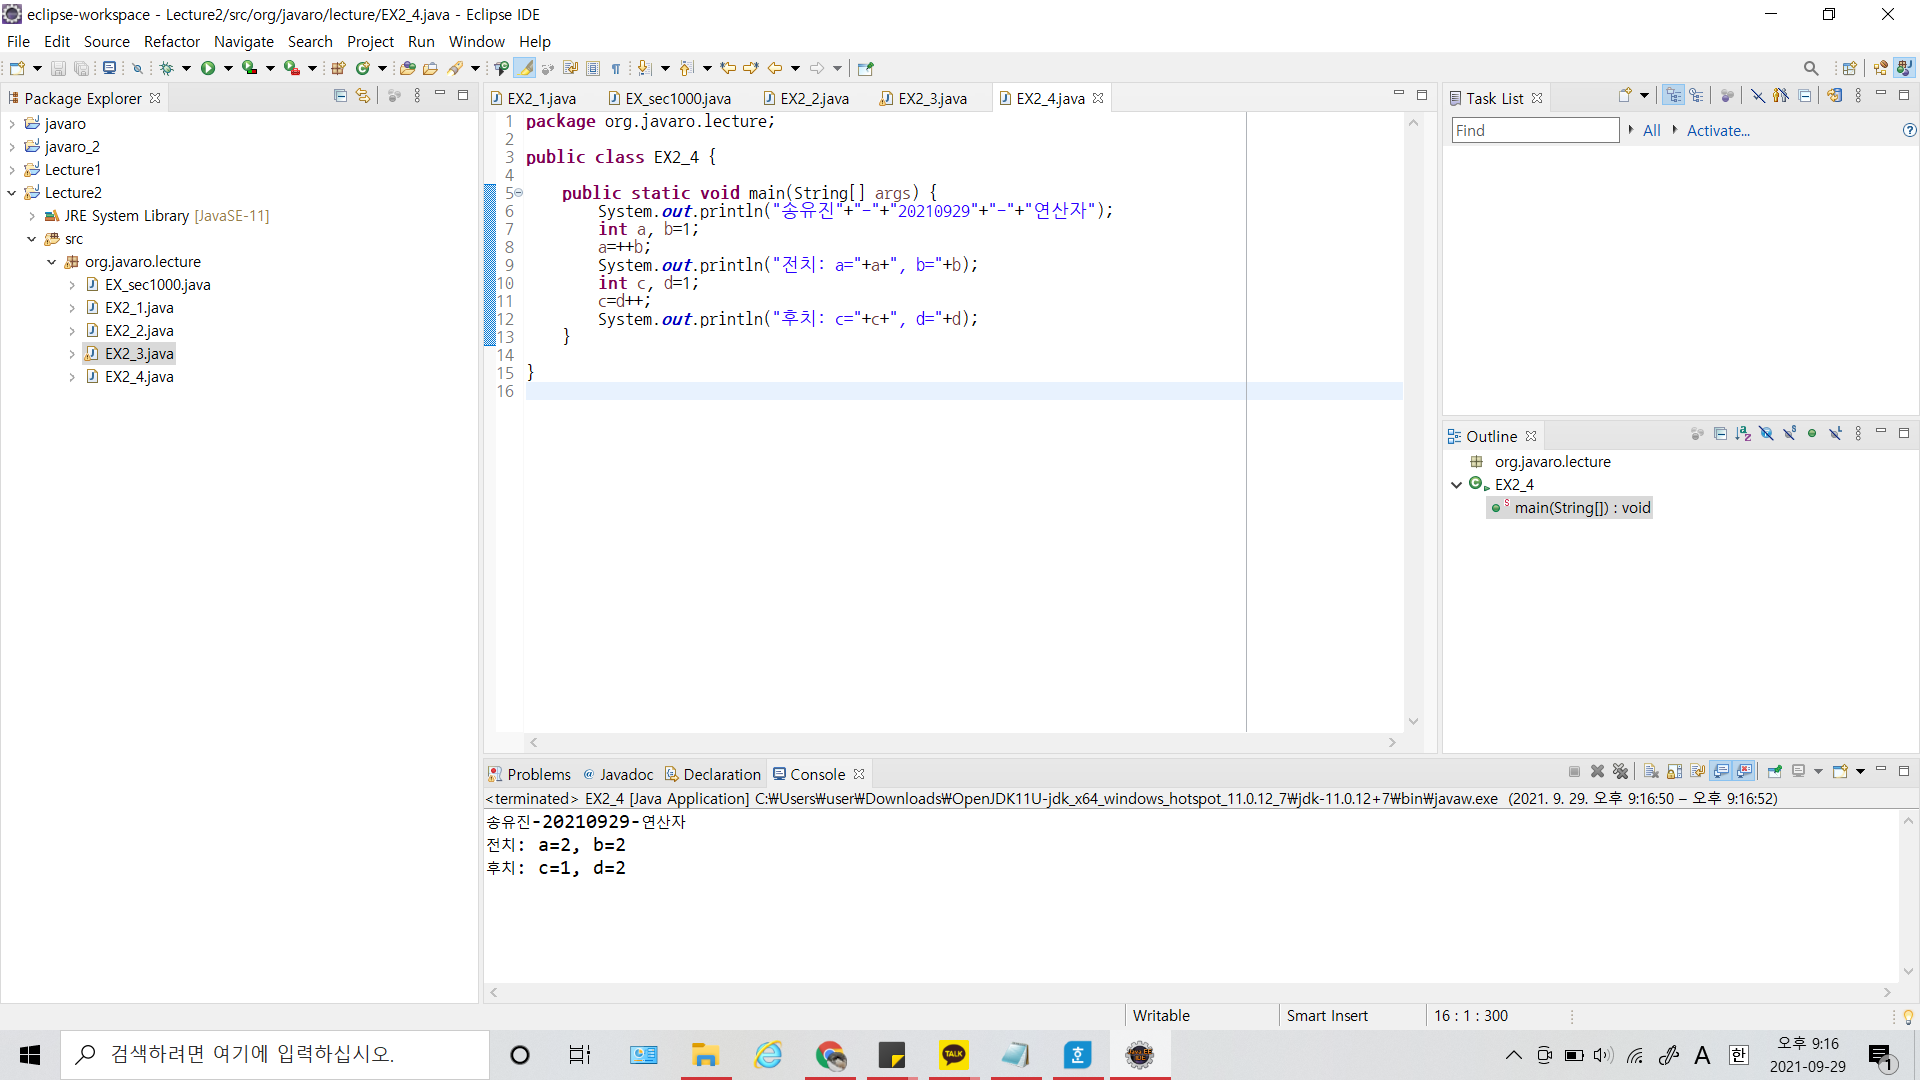 eclipse-workspace - Lecture2/src/org/javaro/lecture/EX2_4.java - Eclipse IDE
File Edit Source Refactor Navigate Search Project Run Window Help
Package Explorer
javaro
javaro_2
Lecture1
Lecture2
JRE System Library [JavaSE-11]
src
org.javaro.lecture
EX_sec1000.java
EX2_1.java
EX2_2.java
EX2_3.java
EX2_4.java
EX2_1.java EX_sec1000.java EX2_2.java EX2_3.java EX2_4.java
1 package org.javaro.lecture;
2
3 public class EX2_4 {
4
5 public static void main(String[] args) {
6 System.out.println("송유진"+"-"+"20210929"+"-"+"연산자");
7 int a, b=1;
8 a=++b;
9 System.out.println("전치: a="+a+", b="+b);
10 int c, d=1;
11 c=d++;
12 System.out.println("후치: c="+c+", d="+d);
13 }
14
15 }
16
Task List
Find All Activate...
Outline
org.javaro.lecture
EX2_4
main(String[]) : void
Problems @ Javadoc Declaration Console
<terminated> EX2_4 [Java Application] C:₩Users₩user₩Downloads₩OpenJDK11U-jdk_x64_windows_hotspot_11.0.12_7₩jdk-11.0.12+7₩bin₩javaw.exe (2021. 9. 29. 오후 9:16:50 – 오후 9:16:52)
송유진-20210929-연산자
전치: a=2, b=2
후치: c=1, d=2
Writable Smart Insert 16 : 1 : 300
검색하려면 여기에 입력하십시오.
TALK
A 한 오후 9:16
2021-09-29
1